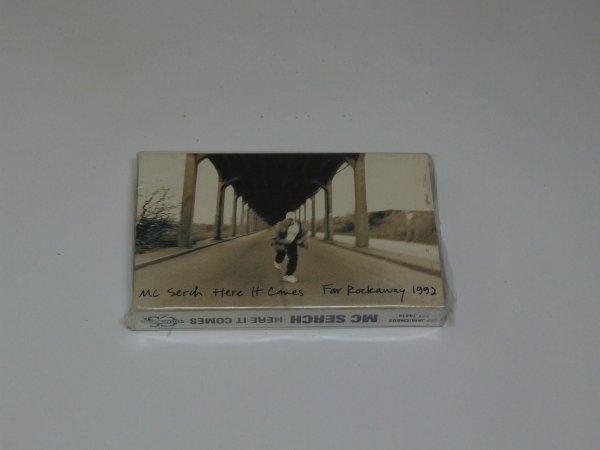 MC Serch Here It Comes Far Rockaway 1992
MC SERCH HERE IT COMES